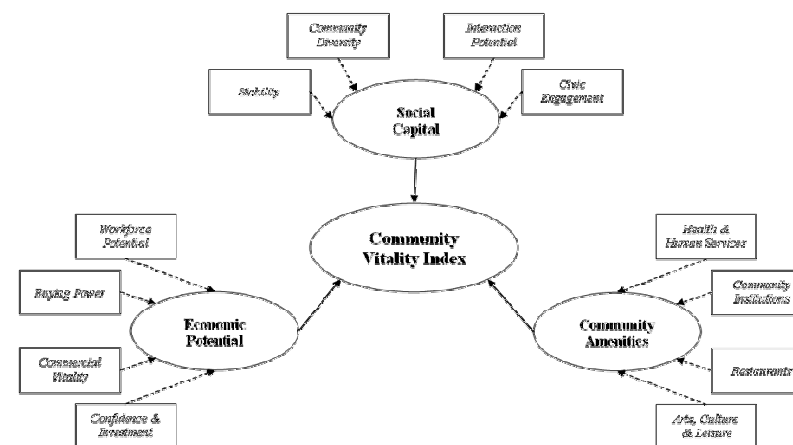 Community
Diversity
Interaction
Potential
Stability
Civic
Engagement
Social
Capital
Community
Vitality Index
Workforce
Potential
Buying Power
Commercial
Vitality
Confidence &
Investment
Economic
Potential
Health &
Human Services
Community
Institutions
Restaurants
Arts, Culture
& Leisure
Community
Amenities